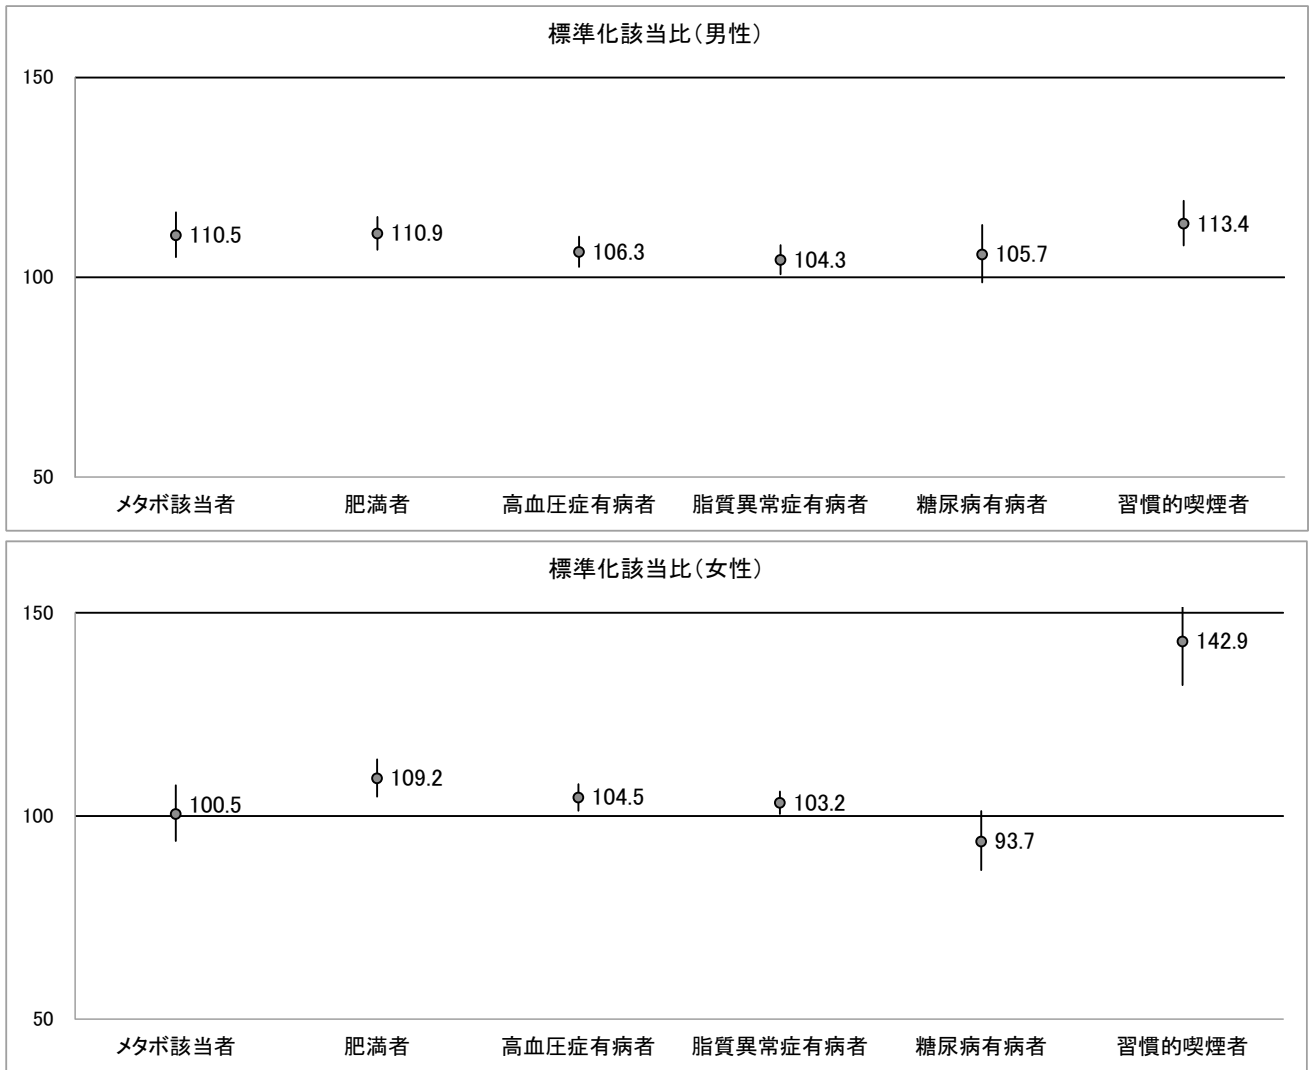 標準化該当比(男性)
150
110.5
110.9
106.3
104.3
105.7
113.4
100
50
メタボ該当者
肥満者
高血圧症有病者
脂質異常症有病者
糖尿病有病者
習慣的喫煙者
標準化該当比(女性)
150
142.9
109.2
100.5
104.5
103.2
100
93.7
50
メタボ該当者
肥満者
高血圧症有病者
脂質異常症有病者
糖尿病有病者
習慣的喫煙者